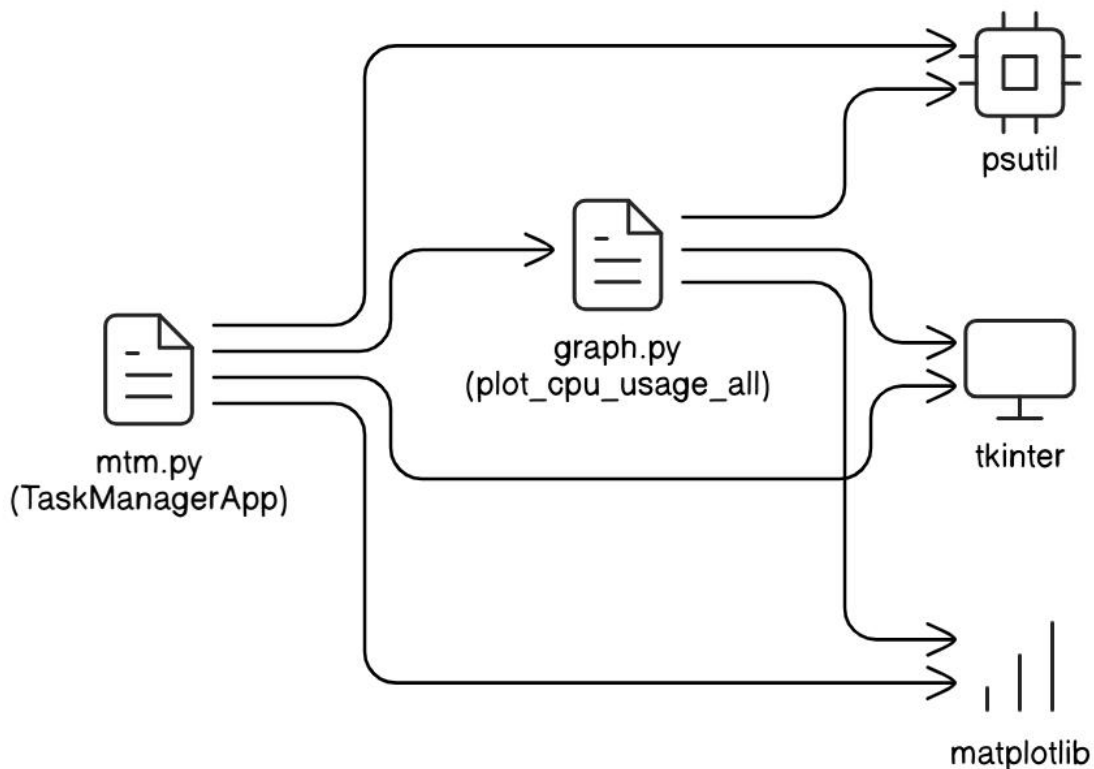 psutil
graph.py
(plot_cpu_usage_all)
mtm.py
(TaskManagerApp)
tkinter
matplotlib